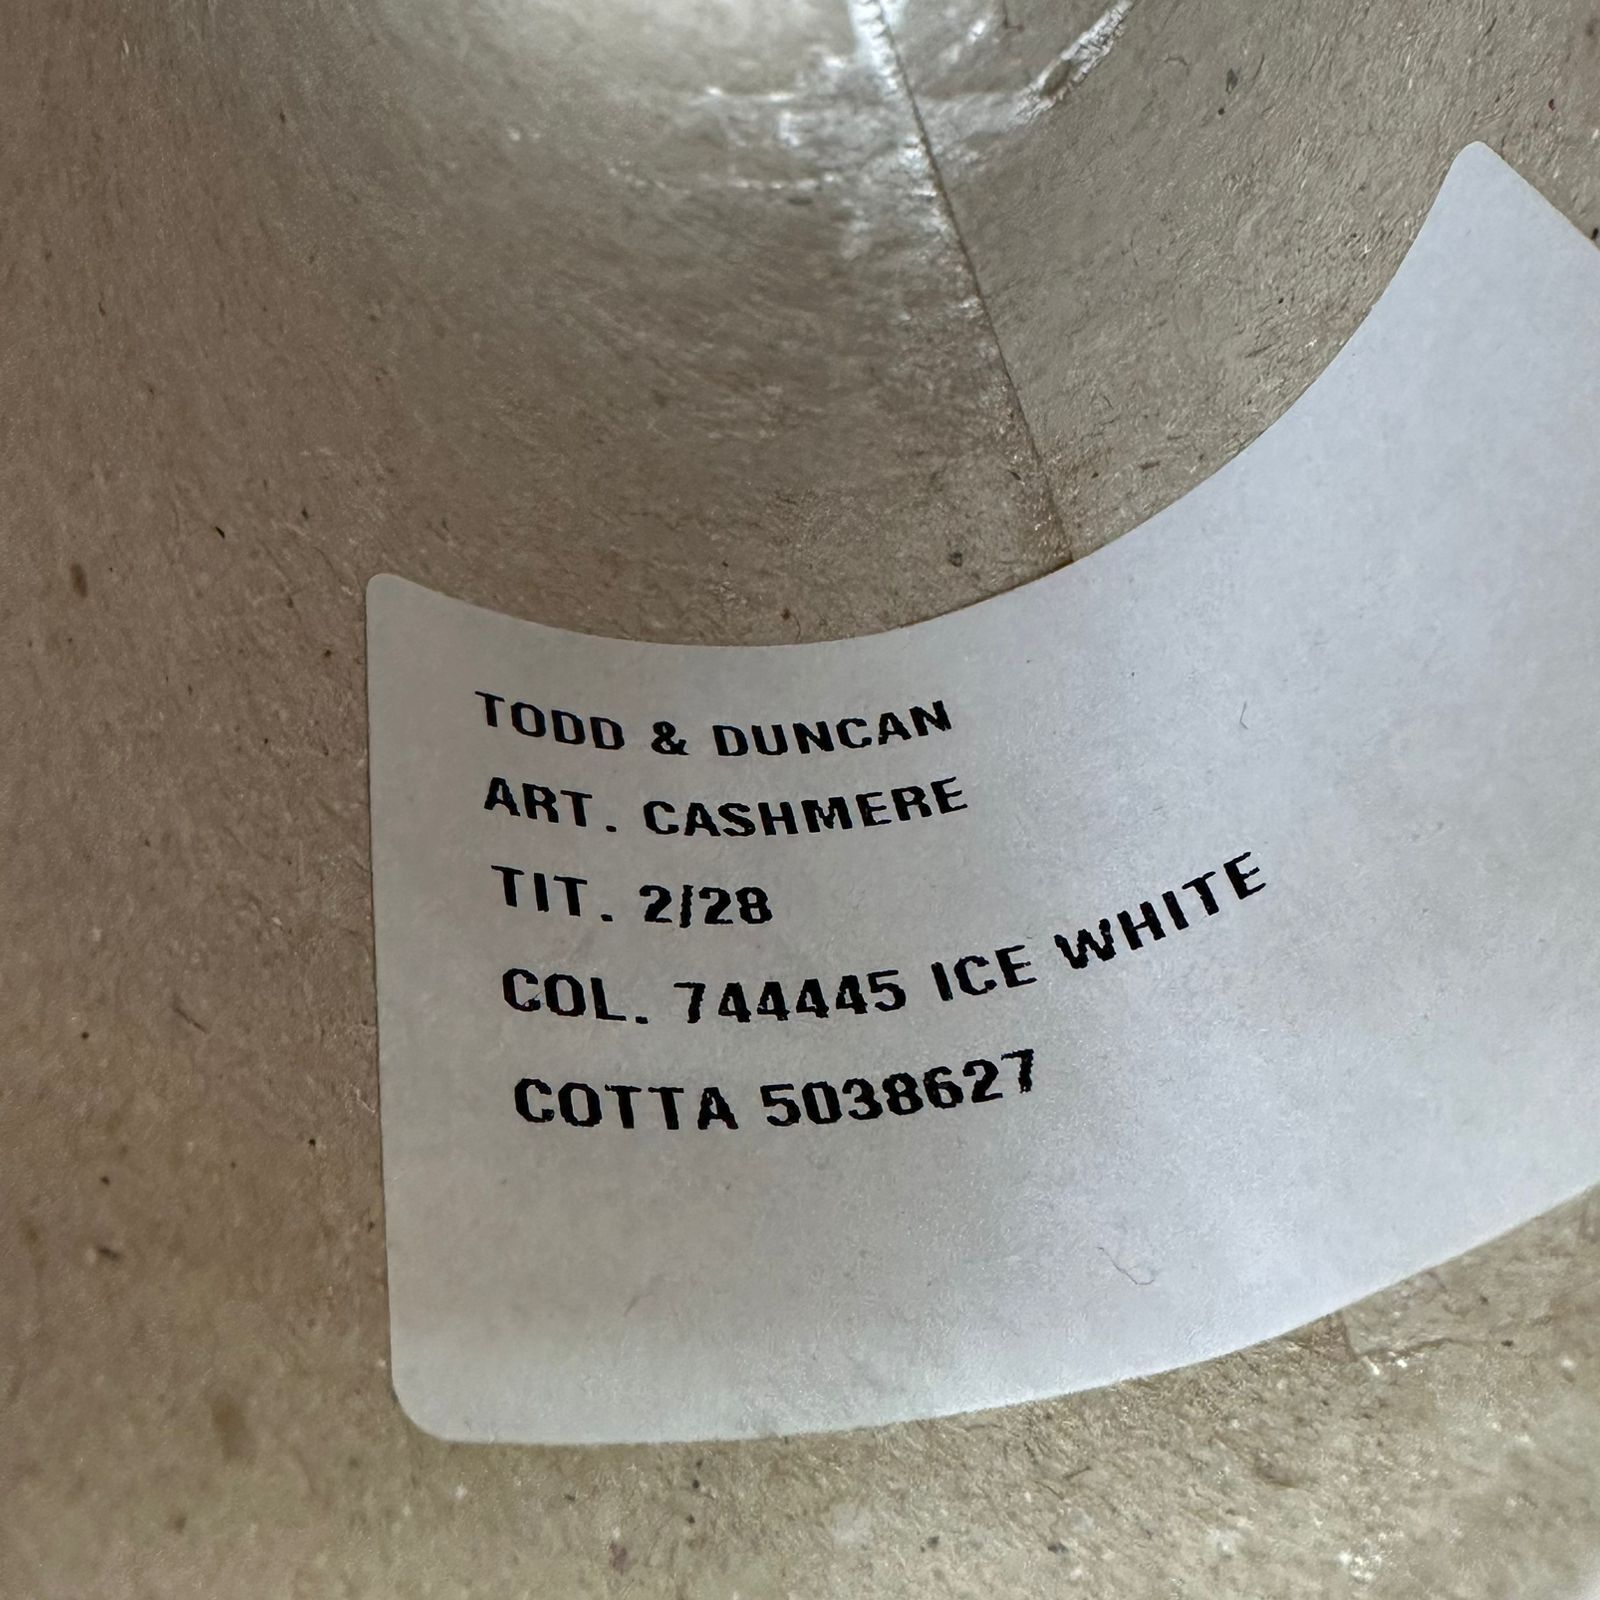 TODD & DUNCAN
ART. CASHMERE
TIT. 2/28
COL. 744445 ICE WHITE
COTTA 5038627